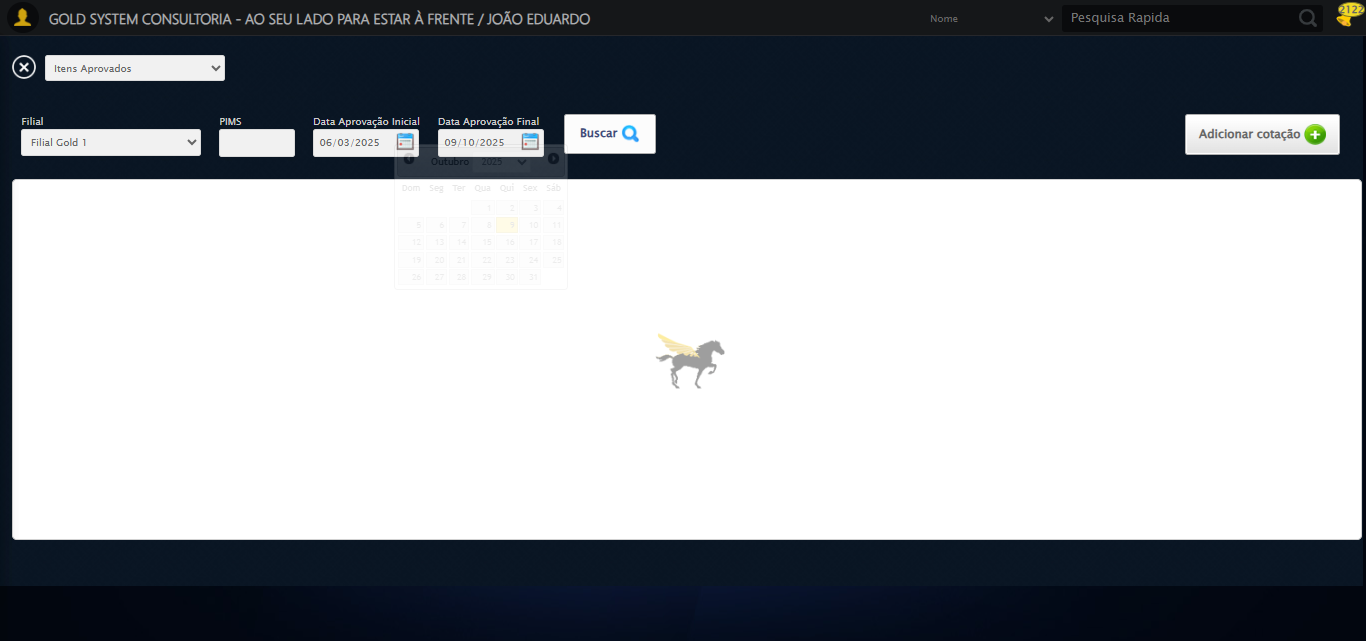 GOLD SYSTEM CONSULTORIA - AO SEU LADO PARA ESTAR À FRENTE / JOÃO EDUARDO
Nome
Pesquisa Rapida
2122
Itens Aprovados
Filial
PIMS
Data Aprovação Inicial
Data Aprovação Final
Filial Gold 1
06/03/2025
09/10/2025
Buscar
Adicionar cotação
Outubro 2025
Dom Seg Ter Qua Qui Sex Sáb
1 2 3 4
5 6 7 8 9 10 11
12 13 14 15 16 17 18
19 20 21 22 23 24 25
26 27 28 29 30 31